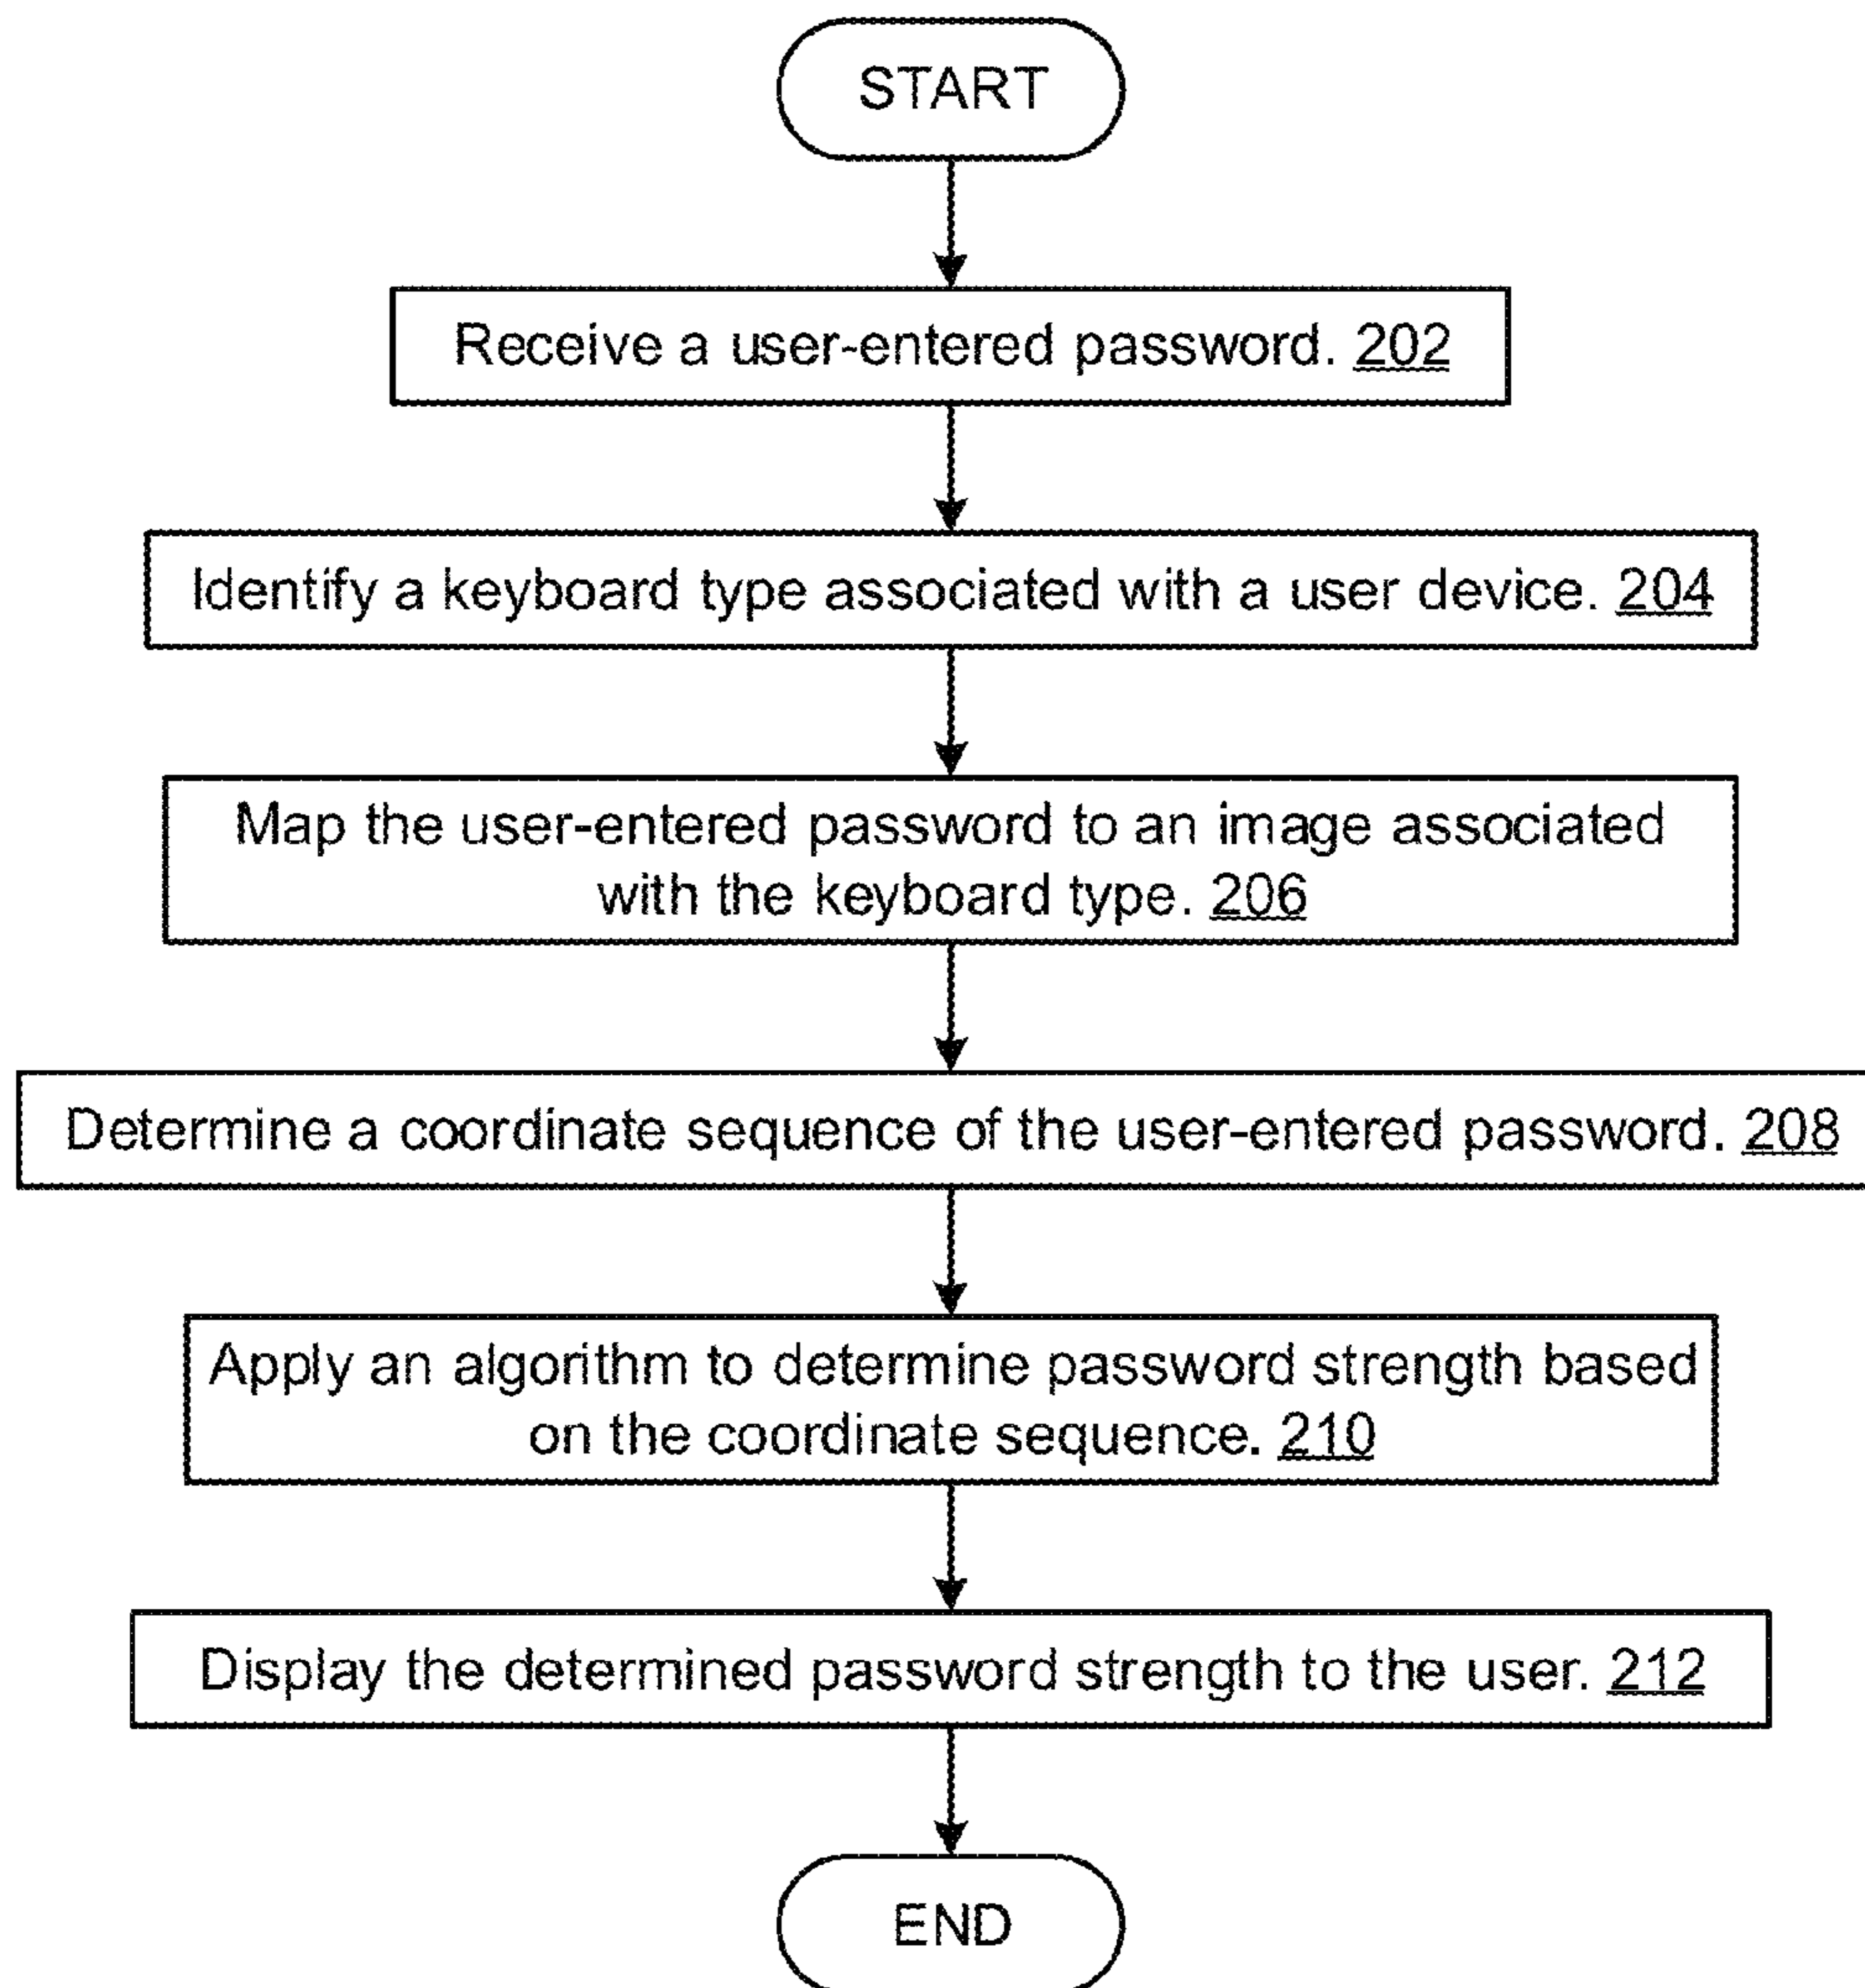 START
Receive a user-entered password. 202
Identify a keyboard type associated with a user device. 204
Map the user-entered password to an image associated
with the keyboard type. 206
Determine a coordinate sequence of the user-entered password. 208
Apply an algorithm to determine password strength based
on the coordinate sequence. 210
Display the determined password strength to the user. 212
END